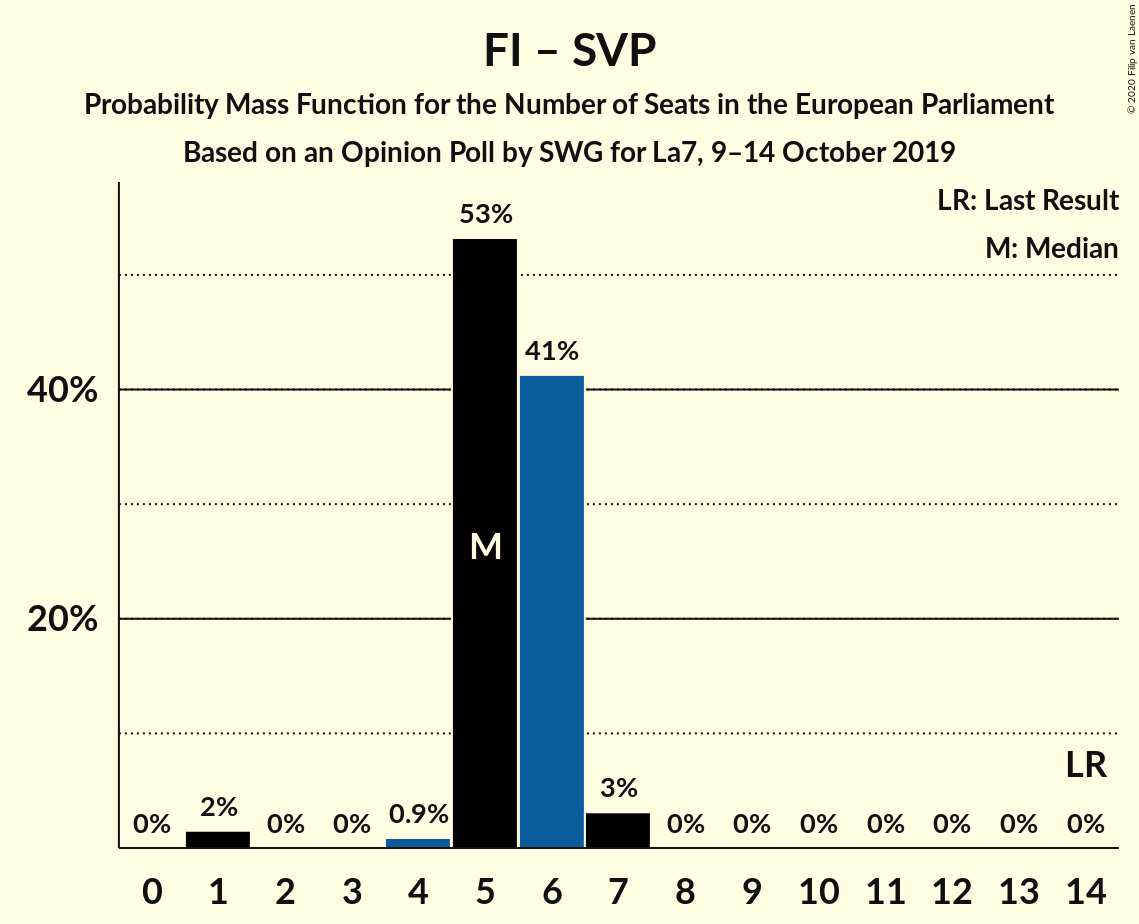 FI – SVP
Probability Mass Function for the Number of Seats in the European Parliament
Based on an Opinion Poll by SWG for La7, 9–14 October 2019
© 2020 Filip van Laenen
LR: Last Result
M: Median
53%
41%
40%
M
20%
LR
0% 2% 0% 0% 0.9% 3% 0% 0% 0% 0% 0% 0% 0%
0 1 2 3 4 5 6 7 8 9 10 11 12 13 14